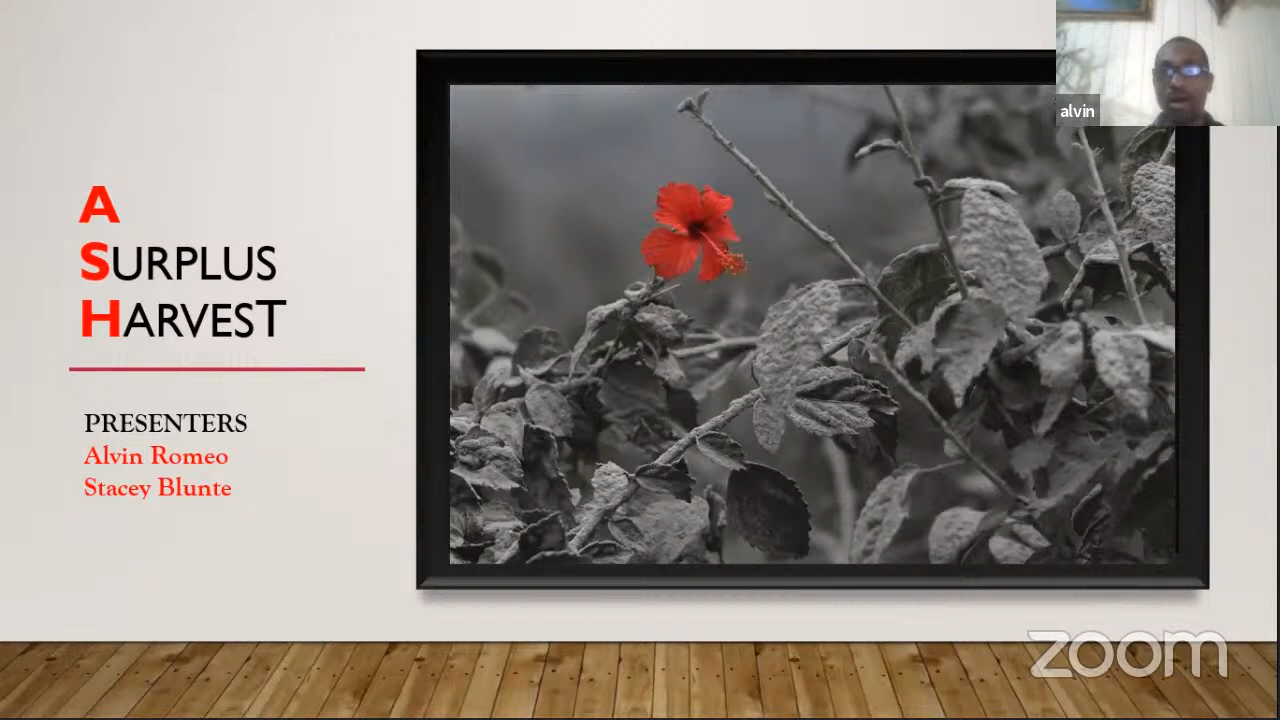 A
SURPLUS
HARVEST
PRESENTERS
Alvin Romeo
Stacey Blunte
alvin
zoom